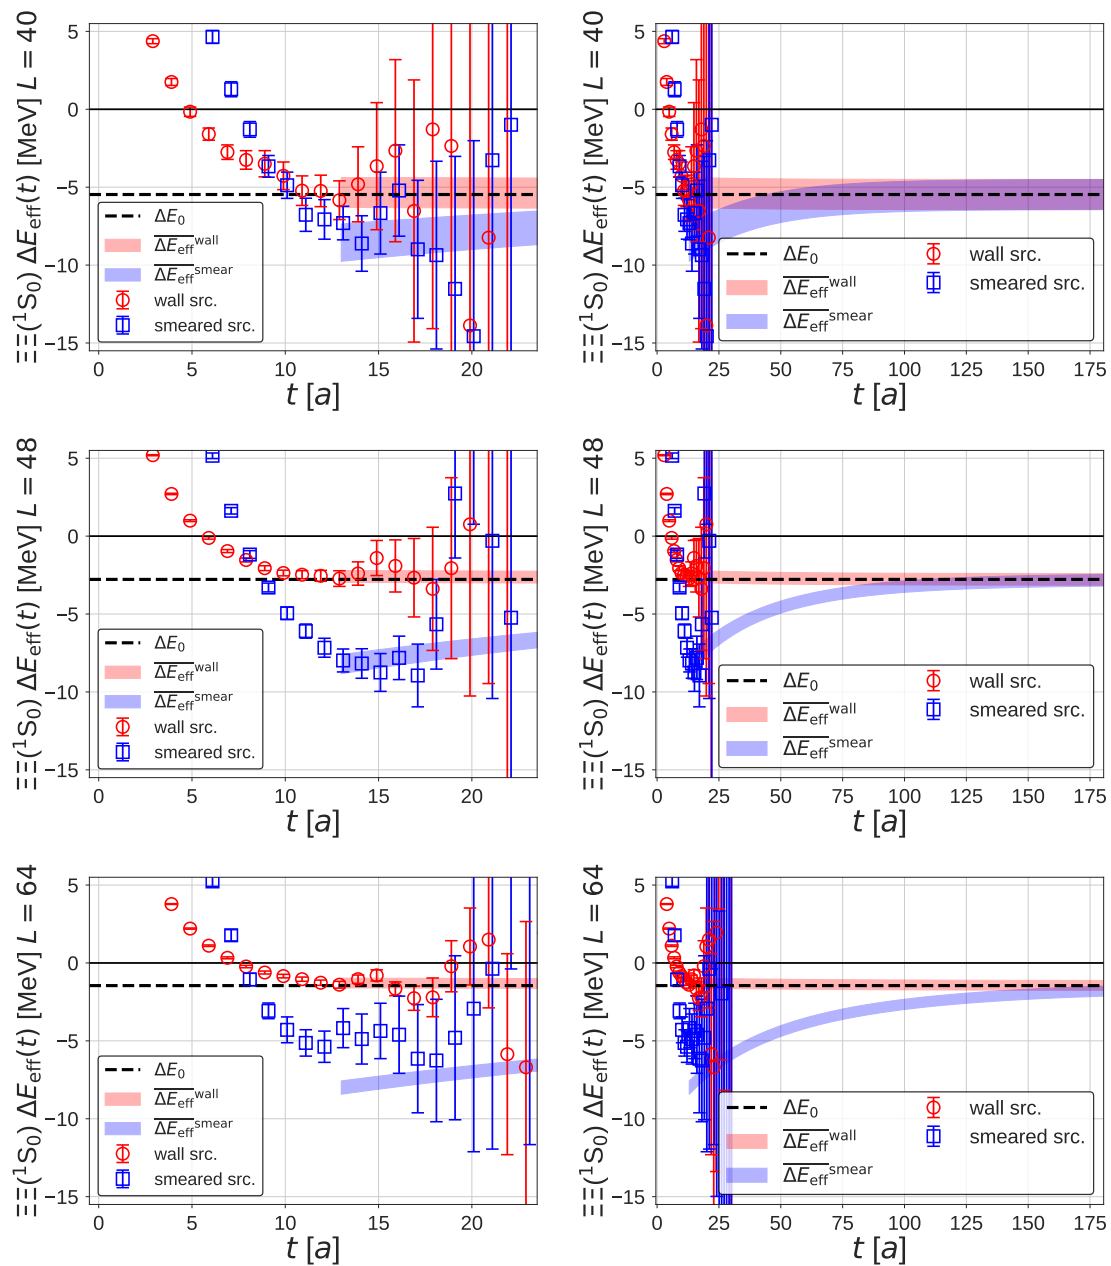 ΞΞ(¹S₀) ΔE_eff(t) [MeV] L = 40
5
0
−5
−10
−15
ΔE₀
ΔE_eff^wall
ΔE_eff^smear
wall src.
smeared src.
0 5 10 15 20
t [a]
ΞΞ(¹S₀) ΔE_eff(t) [MeV] L = 40
5
0
−5
−10
−15
ΔE₀
ΔE_eff^wall
ΔE_eff^smear
wall src.
smeared src.
0 25 50 75 100 125 150 175
t [a]
ΞΞ(¹S₀) ΔE_eff(t) [MeV] L = 48
5
0
−5
−10
−15
ΔE₀
ΔE_eff^wall
ΔE_eff^smear
wall src.
smeared src.
0 5 10 15 20
t [a]
ΞΞ(¹S₀) ΔE_eff(t) [MeV] L = 48
5
0
−5
−10
−15
ΔE₀
ΔE_eff^wall
ΔE_eff^smear
wall src.
smeared src.
0 25 50 75 100 125 150 175
t [a]
ΞΞ(¹S₀) ΔE_eff(t) [MeV] L = 64
5
0
−5
−10
−15
ΔE₀
ΔE_eff^wall
ΔE_eff^smear
wall src.
smeared src.
0 5 10 15 20
t [a]
ΞΞ(¹S₀) ΔE_eff(t) [MeV] L = 64
5
0
−5
−10
−15
ΔE₀
ΔE_eff^wall
ΔE_eff^smear
wall src.
smeared src.
0 25 50 75 100 125 150 175
t [a]